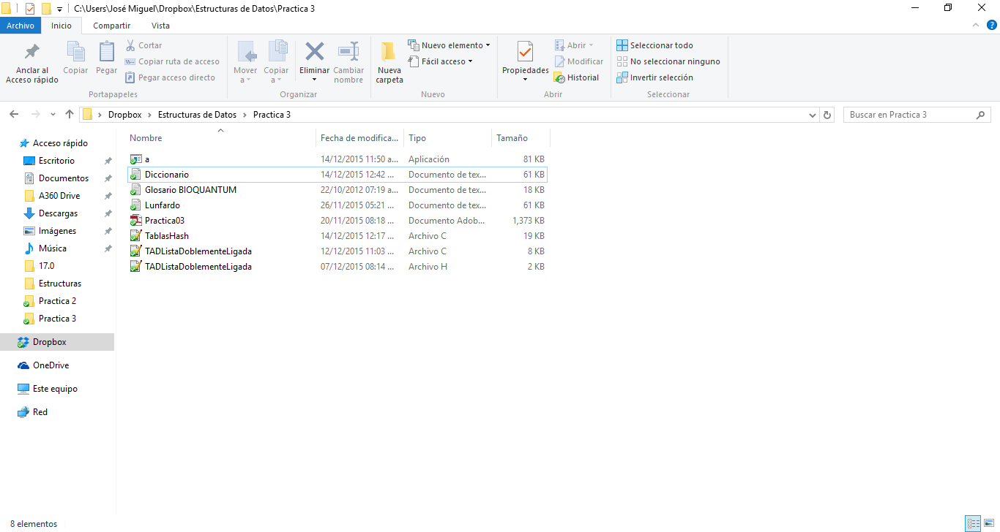 C:\Users\José Miguel\Dropbox\Estructuras de Datos\Practica 3
Archivo Inicio Compartir Vista
Anclar al Acceso rápido
Copiar
Pegar
Cortar
Copiar ruta de acceso
Pegar acceso directo
Portapapeles
Mover a
Copiar a
Eliminar
Cambiar nombre
Organizar
Nueva carpeta
Nuevo elemento
Fácil acceso
Nuevo
Propiedades
Abrir
Modificar
Historial
Abrir
Seleccionar todo
No seleccionar ninguno
Invertir selección
Seleccionar
Dropbox > Estructuras de Datos > Practica 3
Buscar en Practica 3
Acceso rápido
Escritorio
Documentos
A360 Drive
Descargas
Imágenes
Música
17.0
Estructuras
Practica 2
Practica 3
Dropbox
OneDrive
Este equipo
Red
Nombre Fecha de modifica... Tipo Tamaño
a 14/12/2015 11:50 a... Aplicación 81 KB
Diccionario 14/12/2015 12:42 ... Documento de tex... 61 KB
Glosario BIOQUANTUM 22/10/2012 07:19 a... Documento de tex... 18 KB
Lunfardo 26/11/2015 05:21 ... Documento de tex... 61 KB
Practica03 20/11/2015 08:18 ... Documento Adob... 1,373 KB
TablasHash 14/12/2015 12:17 ... Archivo C 19 KB
TADListaDoblementeLigada 12/12/2015 11:03 ... Archivo C 8 KB
TADListaDoblementeLigada 07/12/2015 08:14 ... Archivo H 2 KB
8 elementos